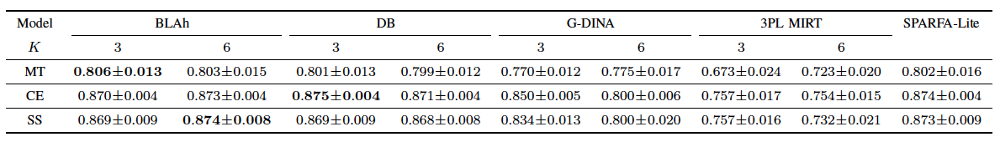 Model BLAh DB G-DINA 3PL MIRT SPARFA-Lite
K 3 6 3 6 3 6 3 6
MT 0.806±0.013 0.803±0.015 0.801±0.013 0.799±0.012 0.770±0.012 0.775±0.017 0.673±0.024 0.723±0.020 0.802±0.016
CE 0.870±0.004 0.873±0.004 0.875±0.004 0.871±0.004 0.850±0.005 0.800±0.006 0.757±0.017 0.754±0.015 0.874±0.004
SS 0.869±0.009 0.874±0.008 0.869±0.009 0.868±0.008 0.834±0.013 0.800±0.020 0.757±0.016 0.732±0.021 0.873±0.009